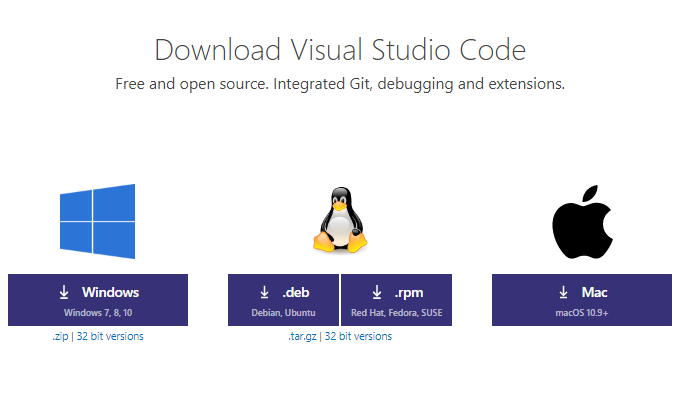 Download Visual Studio Code
Free and open source. Integrated Git, debugging and extensions.
Windows
Windows 7, 8, 10
.zip | 32 bit versions
.deb
Debian, Ubuntu
.rpm
Red Hat, Fedora, SUSE
.tar.gz | 32 bit versions
Mac
macOS 10.9+